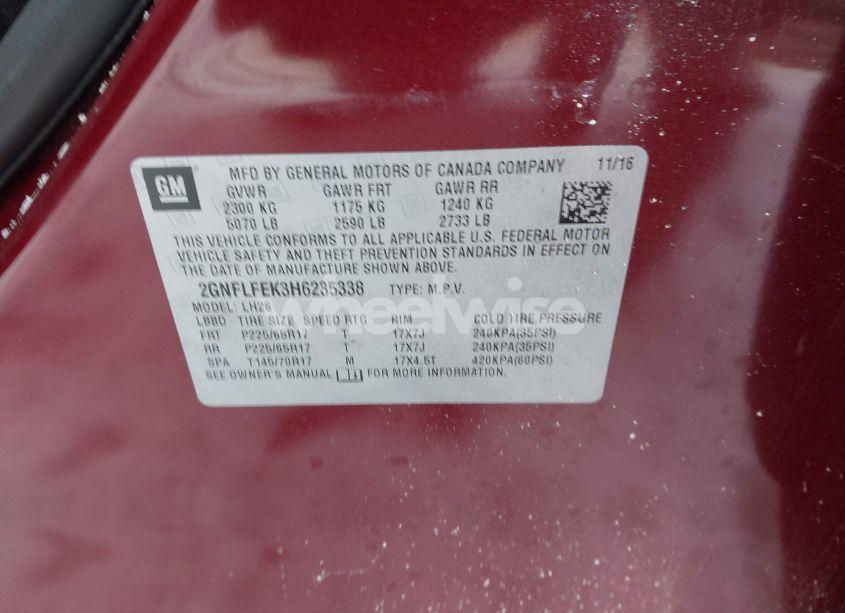 GM
MFD BY GENERAL MOTORS OF CANADA COMPANY 11/16
GVWR GAWR FRT GAWR RR
2300 KG 1175 KG 1240 KG
5070 LB 2590 LB 2733 LB
THIS VEHICLE CONFORMS TO ALL APPLICABLE U.S. FEDERAL MOTOR
VEHICLE SAFETY AND THEFT PREVENTION STANDARDS IN EFFECT ON
THE DATE OF MANUFACTURE SHOWN ABOVE.
2GNFLFEK3H6235338 TYPE: M.P.V.
MODEL: LH26
LBBD TIRE SIZE SPEED RTG RIM COLD TIRE PRESSURE
FRT P225/65R17 T 17X7J 240KPA(35PSI)
RR P225/65R17 T 17X7J 240KPA(35PSI)
SPA T145/70R17 M 17X4.5T 420KPA(60PSI)
SEE OWNER'S MANUAL FOR MORE INFORMATION.
wheelwise